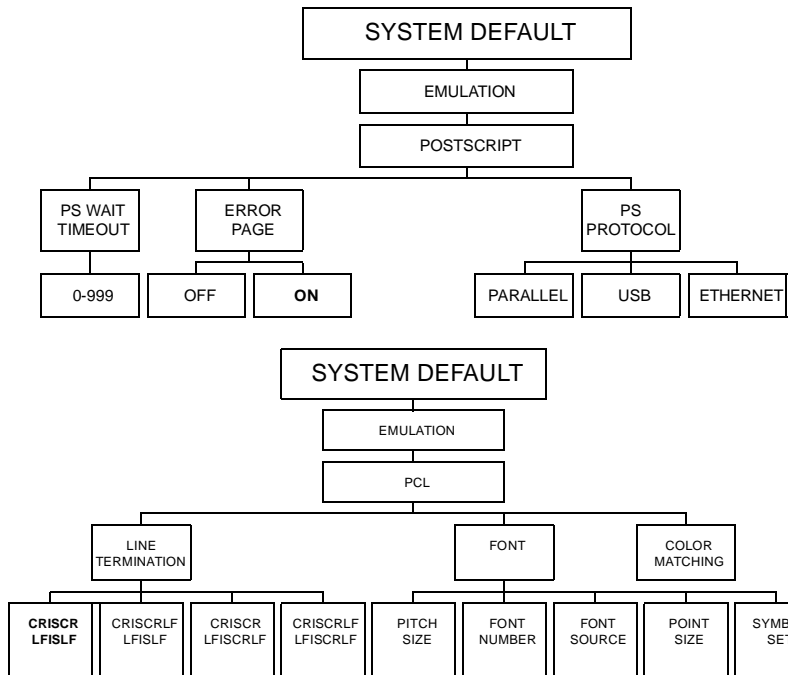 SYSTEM DEFAULT
EMULATION
POSTSCRIPT
PS WAIT
TIMEOUT
ERROR
PAGE
PS
PROTOCOL
0-999
OFF
ON
PARALLEL
USB
ETHERNET
SYSTEM DEFAULT
EMULATION
PCL
LINE
TERMINATION
FONT
COLOR
MATCHING
CRISCR
LFISLF
CRISCRLF
LFISLF
CRISCR
LFISCRLF
CRISCRLF
LFISCRLF
PITCH
SIZE
FONT
NUMBER
FONT
SOURCE
POINT
SIZE